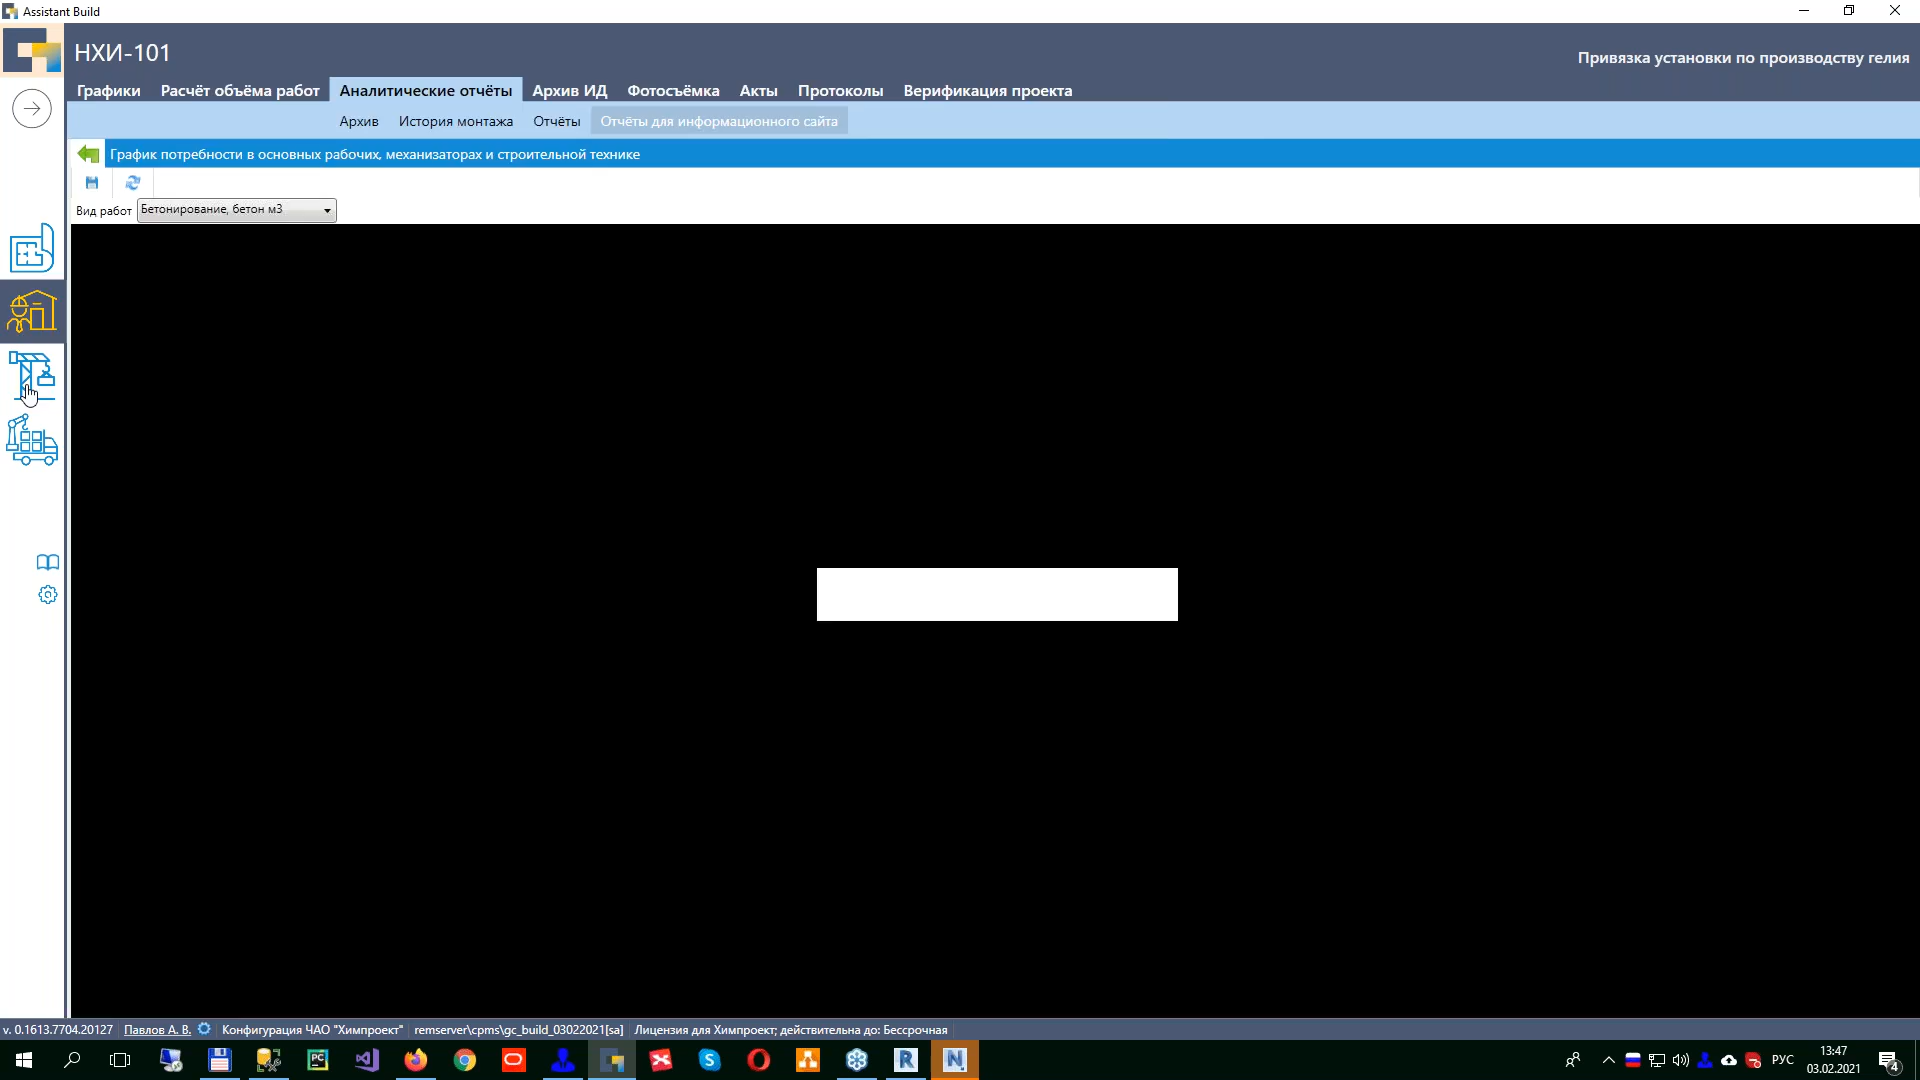 Assistant Build
НХИ-101
Привязка установки по производству гелия
Графики Расчёт объёма работ Аналитические отчёты Архив ИД Фотосъёмка Акты Протоколы Верификация проекта
Архив История монтажа Отчёты Отчёты для информационного сайта
График потребности в основных рабочих, механизаторах и строительной технике
Вид работ Бетонирование, бетон м3
v. 0.1613.7704.20127 Павлов А. В. Конфигурация ЧАО "Химпроект" remserver\cpms\gc_build_03022021[sa] Лицензия для Химпроект; действительна до: Бессрочная
PC
S
R
N
РУС
13:47
03.02.2021
4